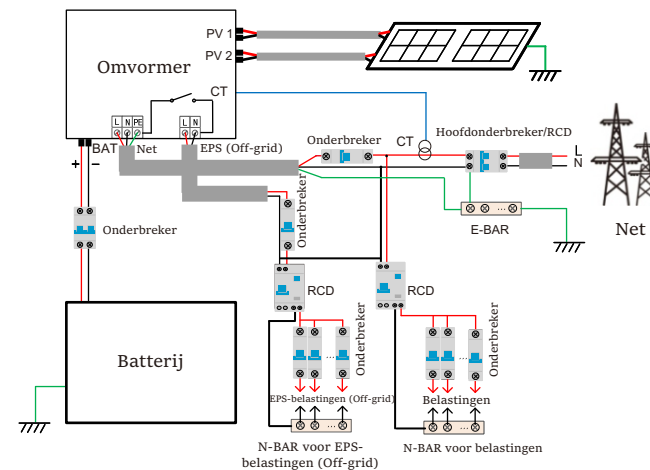 PV 1
PV 2
Omvormer
CT
L N PE
L N
BAT
Net
EPS (Off-grid)
+
−
Onderbreker
CT
Hoofdonderbreker/RCD
L
N
Net
E-BAR
Onderbreker
Onderbreker
RCD
RCD
Batterij
Onderbreker
Onderbreker
...
...
...
EPS-belastingen (Off-grid)
Belastingen
...
...
N-BAR voor EPS-
belastingen (Off-grid)
N-BAR voor belastingen